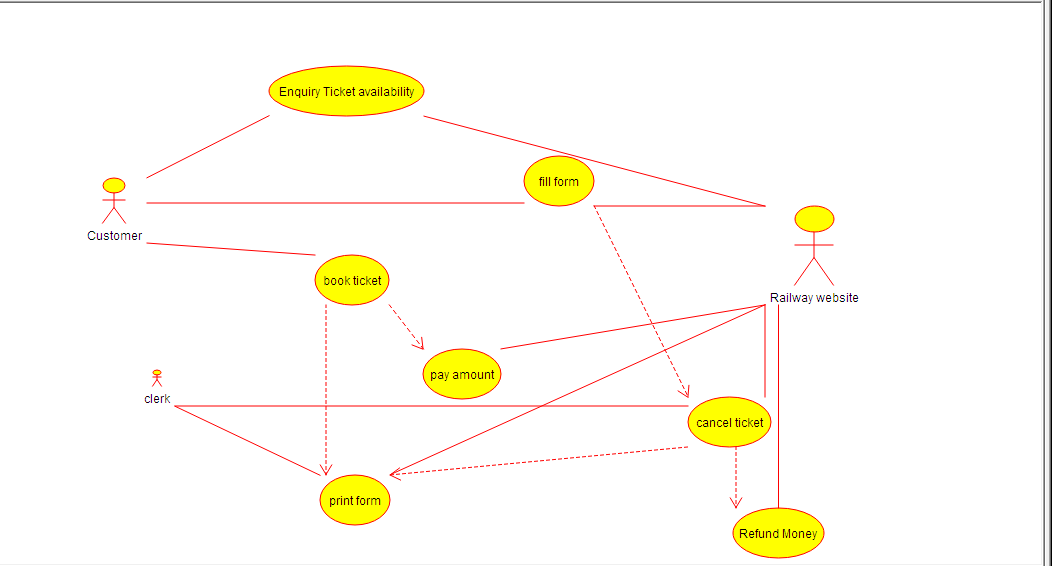 Enquiry Ticket availability
fill form
Customer
book ticket
Railway website
pay amount
clerk
cancel ticket
print form
Refund Money